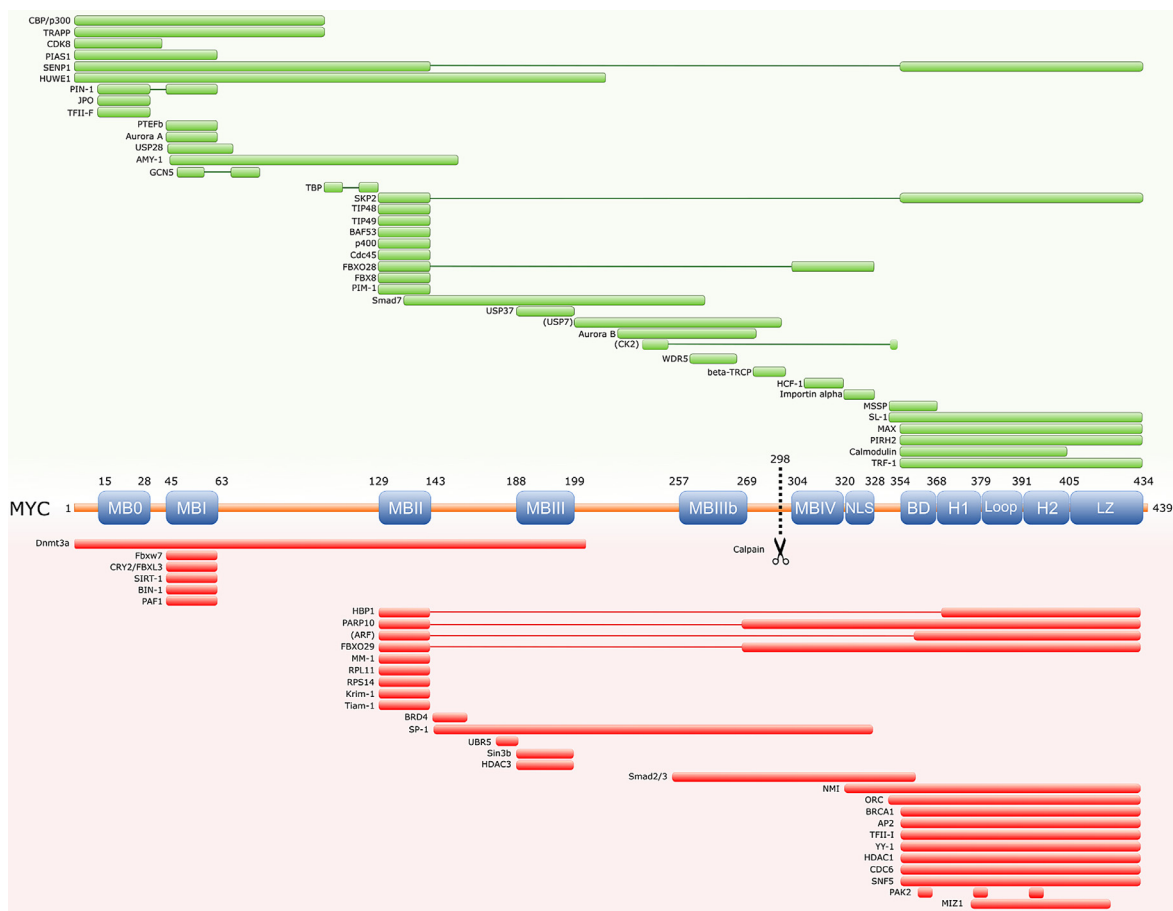 CBP/p300
TRAPP
CDK8
PIAS1
SENP1
HUWE1
PIN-1
JPO
TFII-F
PTEFb
Aurora A
USP28
AMY-1
GCN5
TBP
SKP2
TIP48
TIP49
BAF53
p400
Cdc45
FBXO28
FBX8
PIM-1
Smad7
USP37
(USP7)
Aurora B
(CK2)
WDR5
beta-TRCP
HCF-1
Importin alpha
MSSP
SL-1
MAX
PIRH2
Calmodulin
TRF-1
298
15 28 45 63 129 143 188 199 257 269 304 320 328 354 368 379 391 405 434
MYC 1 MB0 MBI MBII MBIII MBIIIb MBIV NLS BD H1 Loop H2 LZ 439
Calpain
Dnmt3a
Fbxw7
CRY2/FBXL3
SIRT-1
BIN-1
PAF1
HBP1
PARP10
(ARF)
FBXO29
MM-1
RPL11
RPS14
Krim-1
Tiam-1
BRD4
SP-1
UBR5
Sin3b
HDAC3
Smad2/3
NMI
ORC
BRCA1
AP2
TFII-I
YY-1
HDAC1
CDC6
SNF5
PAK2
MIZ1